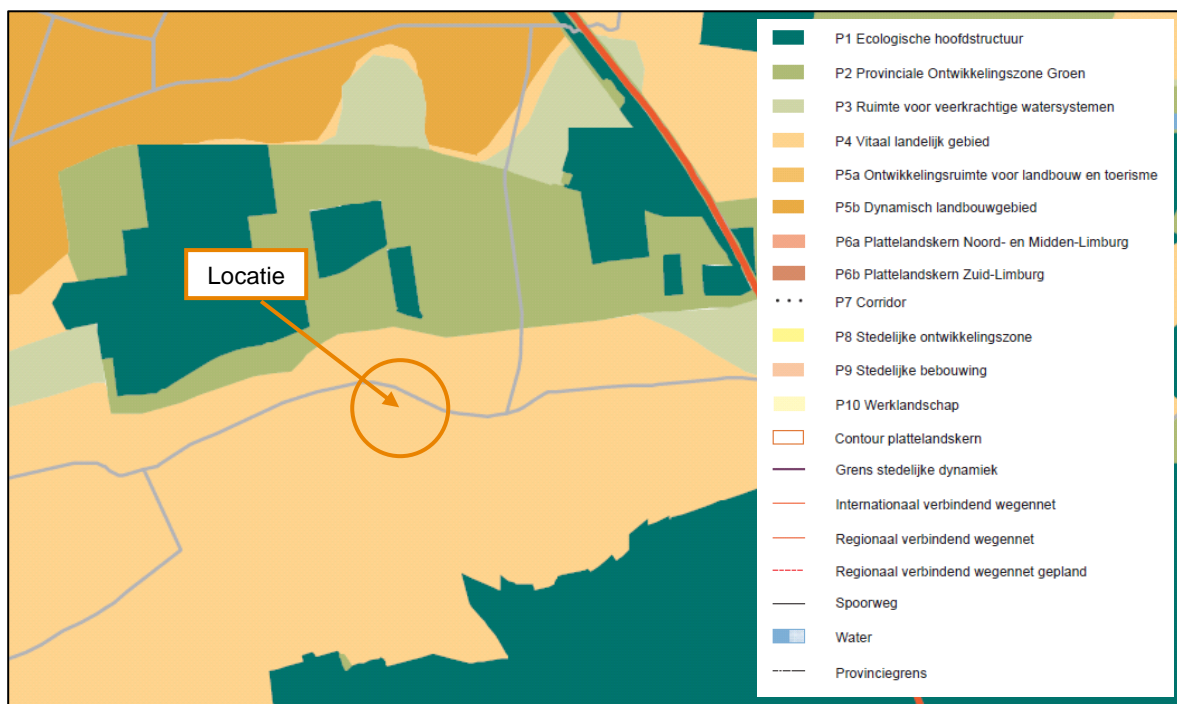 Locatie
P1 Ecologische hoofdstructuur
P2 Provinciale Ontwikkelingszone Groen
P3 Ruimte voor veerkrachtige watersystemen
P4 Vitaal landelijk gebied
P5a Ontwikkelingsruimte voor landbouw en toerisme
P5b Dynamisch landbouwgebied
P6a Plattelandskern Noord- en Midden-Limburg
P6b Plattelandskern Zuid-Limburg
P7 Corridor
P8 Stedelijke ontwikkelingszone
P9 Stedelijke bebouwing
P10 Werklandschap
Contour plattelandskern
Grens stedelijke dynamiek
Internationaal verbindend wegennet
Regionaal verbindend wegennet
Regionaal verbindend wegennet gepland
Spoorweg
Water
Provinciegrens